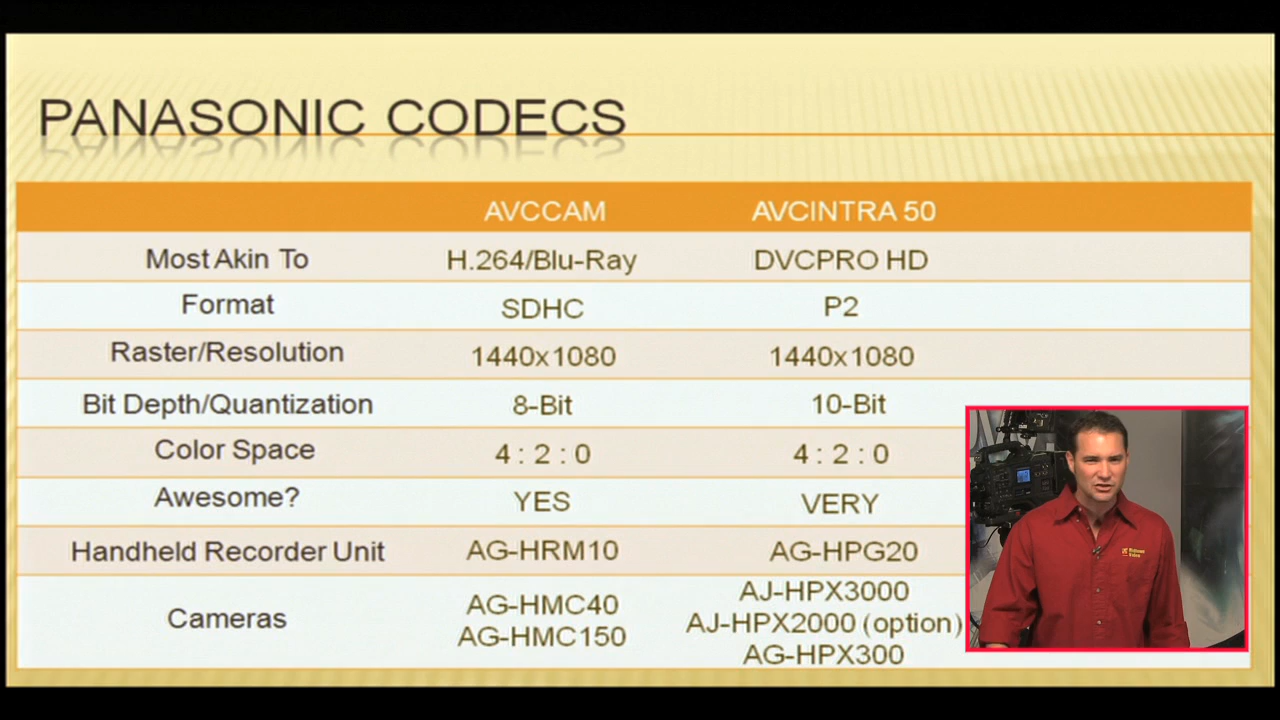 PANASONIC CODECS
AVCCAM AVCINTRA 50
Most Akin To H.264/Blu-Ray DVCPRO HD
Format SDHC P2
Raster/Resolution 1440x1080 1440x1080
Bit Depth/Quantization 8-Bit 10-Bit
Color Space 4 : 2 : 0 4 : 2 : 0
Awesome? YES VERY
Handheld Recorder Unit AG-HRM10 AG-HPG20
Cameras
AG-HMC40
AG-HMC150
AJ-HPX3000
AJ-HPX2000 (option)
AG-HPX300